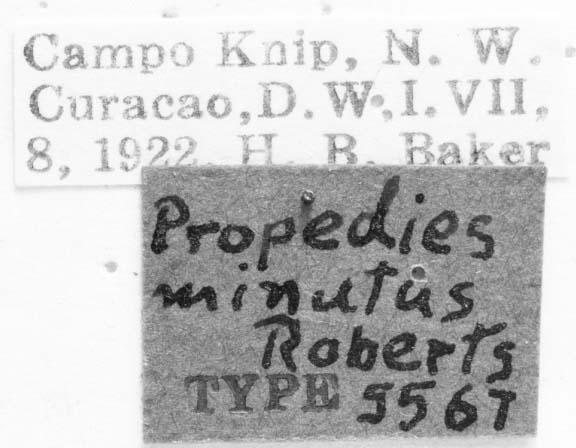 Campo Knip, N. W.
Curacao, D. W. I. VII,
8, 1922, H. B. Baker
Propedies
minutus
Roberts
TYPE 5567